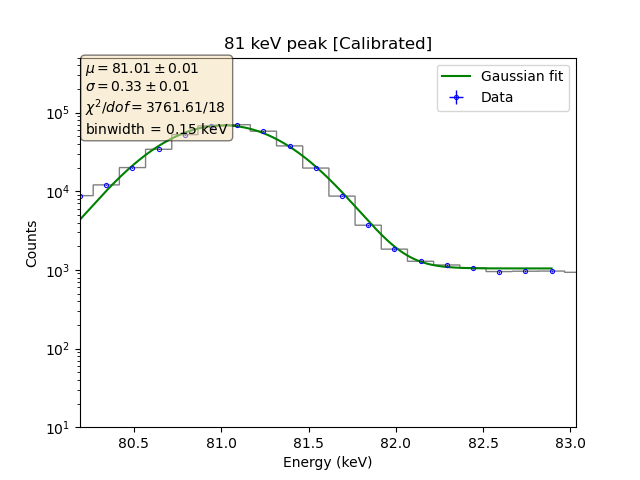 81 keV peak [Calibrated]
μ = 81.01 ± 0.01
σ = 0.33 ± 0.01
χ²/dof = 3761.61/18
binwidth = 0.15 keV
Gaussian fit
Data
10⁵
10⁴
10³
10²
10¹
Counts
80.5 81.0 81.5 82.0 82.5 83.0
Energy (keV)